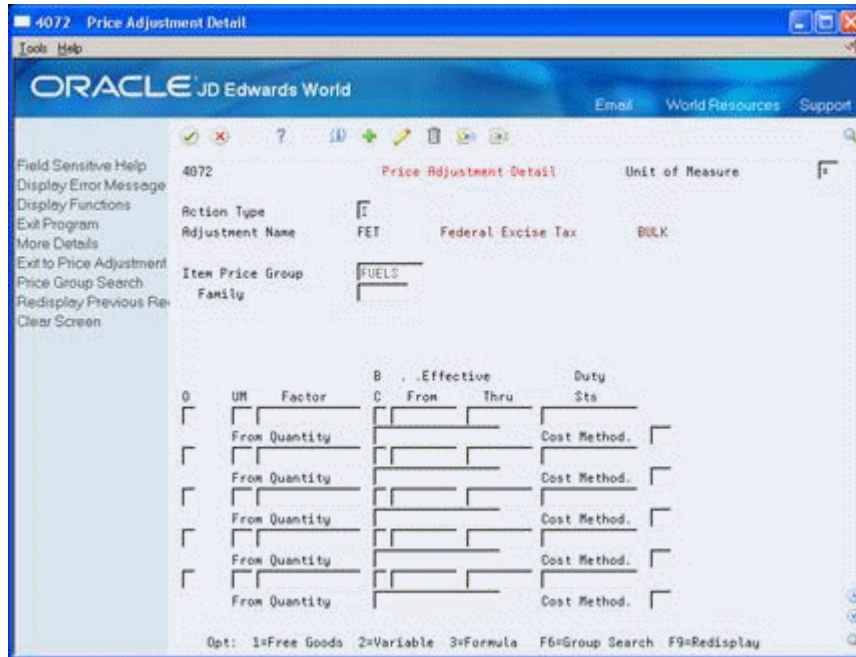 4072 Price Adjustment Detail
Tools Help
ORACLE JD Edwards World
Email World Resources Support
Field Sensitive Help
Display Error Message
Display Functions
Exit Program
More Details
Exit to Price Adjustment
Price Group Search
Redisplay Previous Re
Clear Screen
4072 Price Adjustment Detail Unit of Measure
Action Type I
Adjustment Name FET Federal Excise Tax BULK
Item Price Group FUELS
Family
B . .Effective Duty
O UM Factor C From Thru Sts
From Quantity Cost Method.
From Quantity Cost Method.
From Quantity Cost Method.
From Quantity Cost Method.
From Quantity Cost Method.
Opt: 1=Free Goods 2=Variable 3=Formula F6=Group Search F9=Redisplay